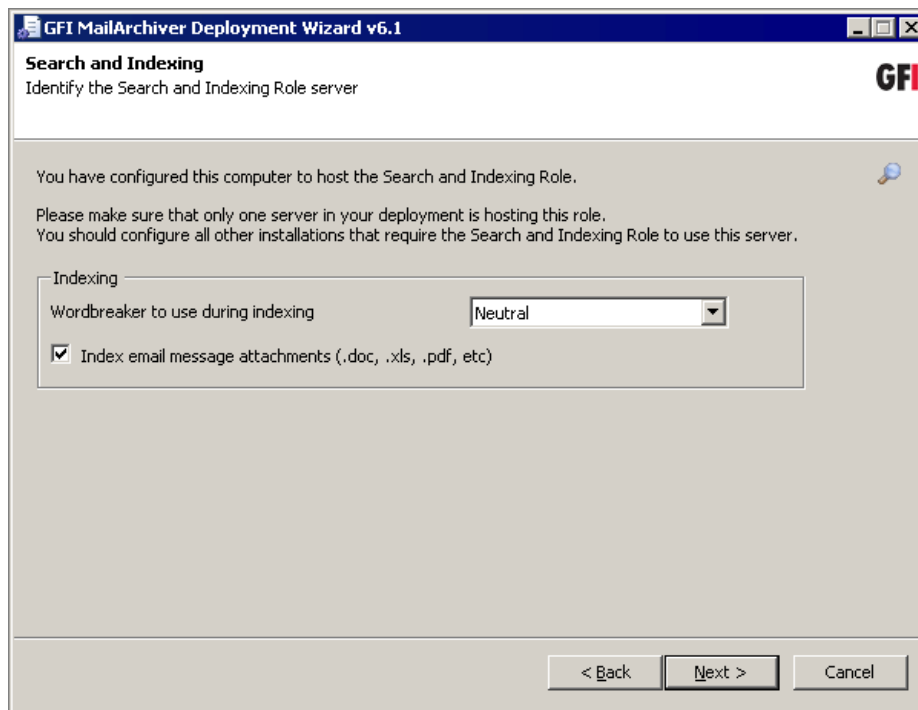 GFI MailArchiver Deployment Wizard v6.1
Search and Indexing
Identify the Search and Indexing Role server
GFI
You have configured this computer to host the Search and Indexing Role.
Please make sure that only one server in your deployment is hosting this role.
You should configure all other installations that require the Search and Indexing Role to use this server.
Indexing
Wordbreaker to use during indexing
Neutral
Index email message attachments (.doc, .xls, .pdf, etc)
< Back
Next >
Cancel